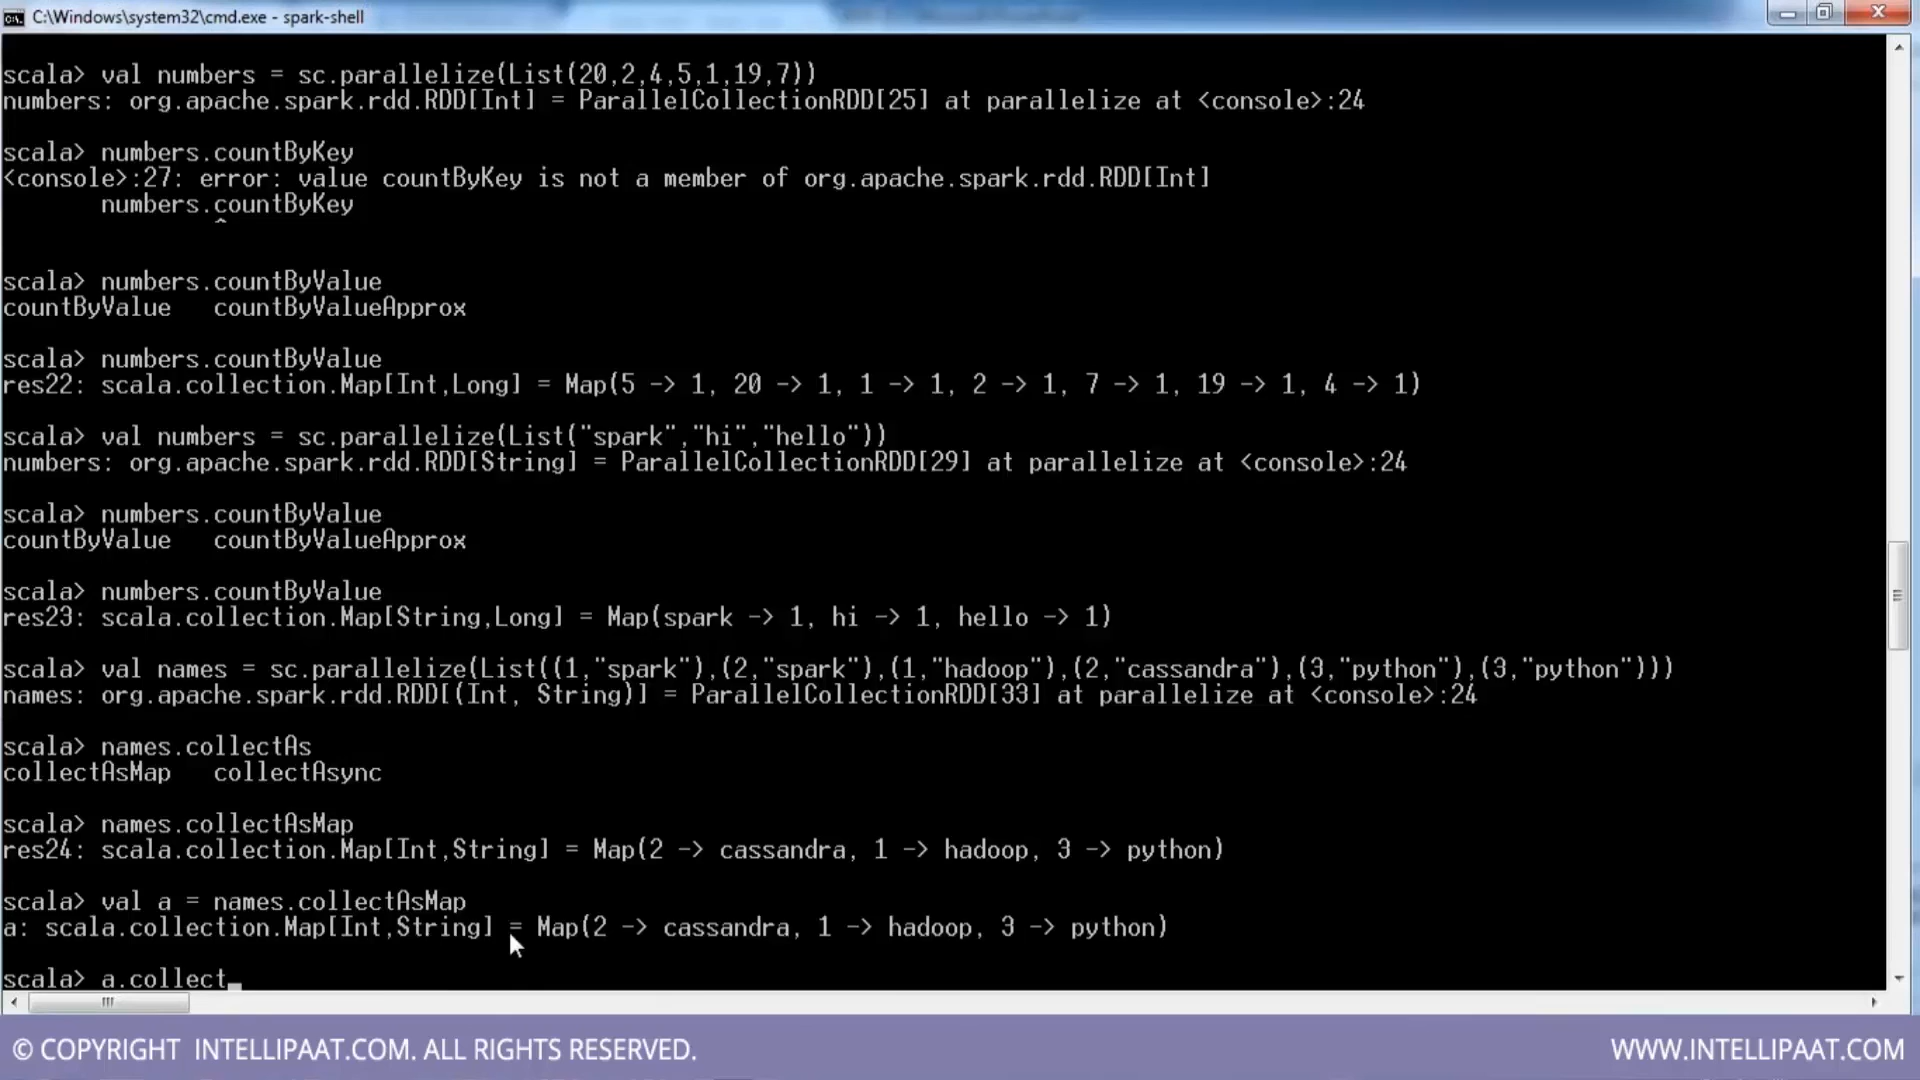 C:\Windows\system32\cmd.exe - spark-shell
scala> val numbers = sc.parallelize(List(20,2,4,5,1,19,7))
numbers: org.apache.spark.rdd.RDD[Int] = ParallelCollectionRDD[25] at parallelize at <console>:24
scala> numbers.countByKey
<console>:27: error: value countByKey is not a member of org.apache.spark.rdd.RDD[Int]
numbers.countByKey
^
scala> numbers.countByValue
countByValue   countByValueApprox
scala> numbers.countByValue
res22: scala.collection.Map[Int,Long] = Map(5 -> 1, 20 -> 1, 1 -> 1, 2 -> 1, 7 -> 1, 19 -> 1, 4 -> 1)
scala> val numbers = sc.parallelize(List("spark","hi","hello"))
numbers: org.apache.spark.rdd.RDD[String] = ParallelCollectionRDD[29] at parallelize at <console>:24
scala> numbers.countByValue
countByValue   countByValueApprox
scala> numbers.countByValue
res23: scala.collection.Map[String,Long] = Map(spark -> 1, hi -> 1, hello -> 1)
scala> val names = sc.parallelize(List((1,"spark"),(2,"spark"),(1,"hadoop"),(2,"cassandra"),(3,"python"),(3,"python")))
names: org.apache.spark.rdd.RDD[(Int, String)] = ParallelCollectionRDD[33] at parallelize at <console>:24
scala> names.collectAs
collectAsMap   collectAsync
scala> names.collectAsMap
res24: scala.collection.Map[Int,String] = Map(2 -> cassandra, 1 -> hadoop, 3 -> python)
scala> val a = names.collectAsMap
a: scala.collection.Map[Int,String] = Map(2 -> cassandra, 1 -> hadoop, 3 -> python)
scala> a.collect_
© COPYRIGHT INTELLIPAAT.COM. ALL RIGHTS RESERVED.
WWW.INTELLIPAAT.COM